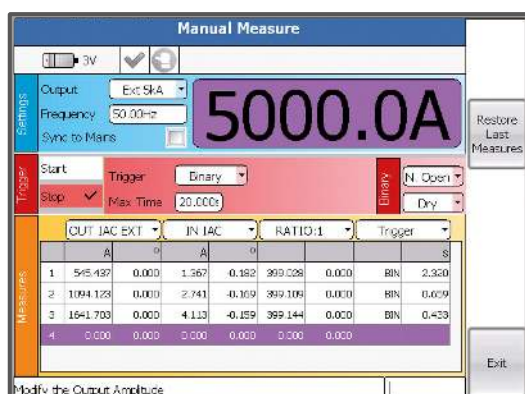 Manual Measure
3V
Settings
Output Ext 5kA
Frequency 50.00Hz
Sync to Mains
5000.0A
Restore
Last
Measures
Trigger
Start
Stop
Trigger Binary
Max Time 20.000s
Binary
N. Open
Dry
Measures
OUT IAC EXT IN IAC RATIO:1 Trigger
A ° A ° s
1 545.437 0.000 1.367 -0.182 399.028 0.000 BIN 2.320
2 1094.123 0.000 2.741 -0.169 399.109 0.000 BIN 0.659
3 1641.703 0.000 4.113 -0.159 399.144 0.000 BIN 0.433
4 0.000 0.000 0.000 0.000 0.000 0.000
Exit
Modify the Output Amplitude